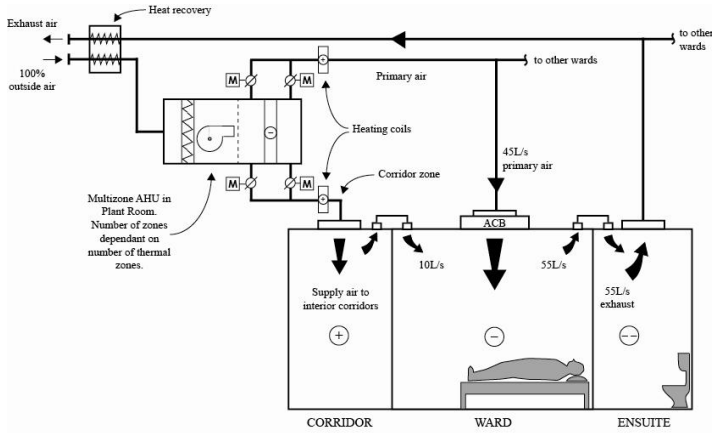 Heat recovery
Exhaust air
100%
outside air
to other
wards
to other wards
Primary air
M
M
Heating coils
45L/s
primary air
M
M
Corridor zone
Multizone AHU in
Plant Room.
Number of zones
dependant on
number of thermal
zones.
ACB
10L/s
55L/s
55L/s
exhaust
Supply air to
interior corridors
CORRIDOR
WARD
ENSUITE